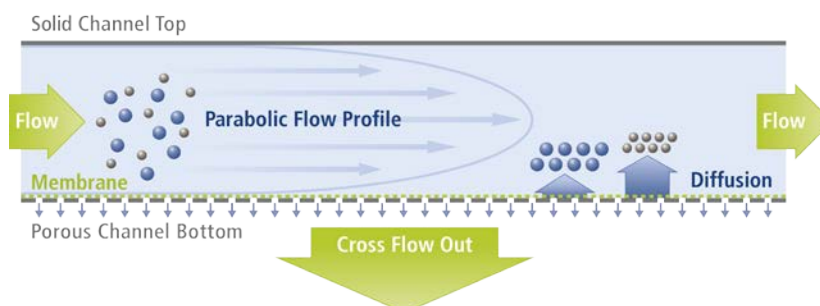 Solid Channel Top
Flow
Parabolic Flow Profile
Flow
Membrane
Diffusion
Porous Channel Bottom
Cross Flow Out